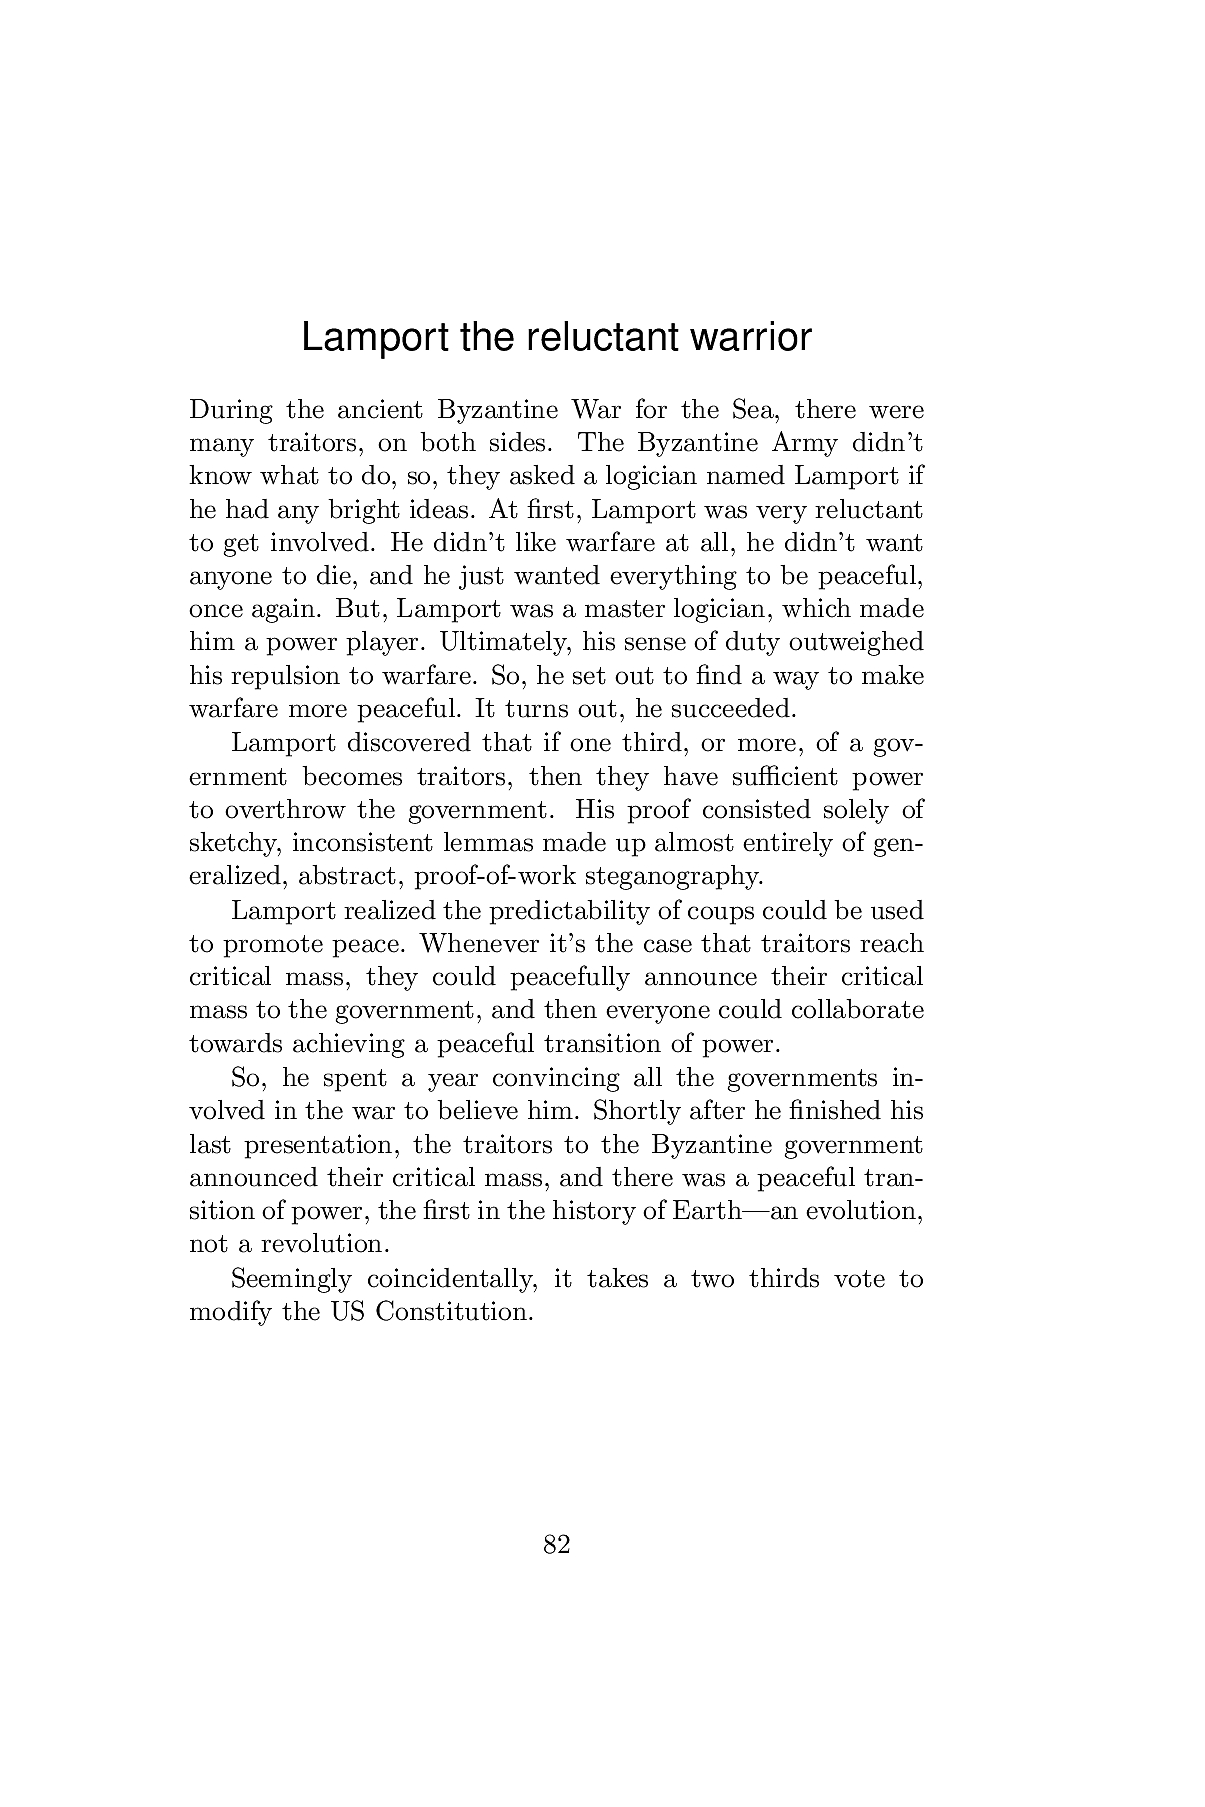 Lamport the reluctant warrior
During the ancient Byzantine War for the Sea, there were
many traitors, on both sides. The Byzantine Army didn't
know what to do, so, they asked a logician named Lamport if
he had any bright ideas. At first, Lamport was very reluctant
to get involved. He didn't like warfare at all, he didn't want
anyone to die, and he just wanted everything to be peaceful,
once again. But, Lamport was a master logician, which made
him a power player. Ultimately, his sense of duty outweighed
his repulsion to warfare. So, he set out to find a way to make
warfare more peaceful. It turns out, he succeeded.
Lamport discovered that if one third, or more, of a gov-
ernment becomes traitors, then they have sufficient power
to overthrow the government. His proof consisted solely of
sketchy, inconsistent lemmas made up almost entirely of gen-
eralized, abstract, proof-of-work steganography.
Lamport realized the predictability of coups could be used
to promote peace. Whenever it's the case that traitors reach
critical mass, they could peacefully announce their critical
mass to the government, and then everyone could collaborate
towards achieving a peaceful transition of power.
So, he spent a year convincing all the governments in-
volved in the war to believe him. Shortly after he finished his
last presentation, the traitors to the Byzantine government
announced their critical mass, and there was a peaceful tran-
sition of power, the first in the history of Earth—an evolution,
not a revolution.
Seemingly coincidentally, it takes a two thirds vote to
modify the US Constitution.
82